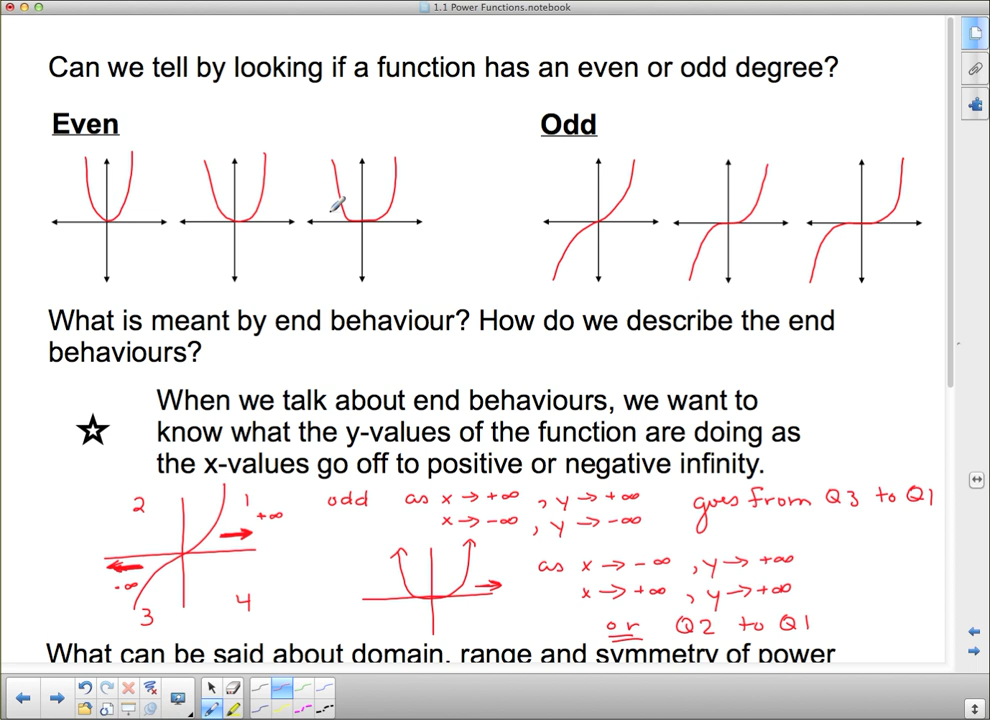 1.1 Power Functions.notebook
Can we tell by looking if a function has an even or odd degree?
Even Odd
What is meant by end behaviour? How do we describe the end
behaviours?
When we talk about end behaviours, we want to
know what the y-values of the function are doing as
the x-values go off to positive or negative infinity.
2 1 +∞
-∞ 3 4
odd as x → +∞ , y → +∞ goes from Q3 to Q1
x → -∞ , y → -∞
as x → -∞ , y → +∞
x → +∞ , y → +∞
or Q2 to Q1
What can be said about domain, range and symmetry of power